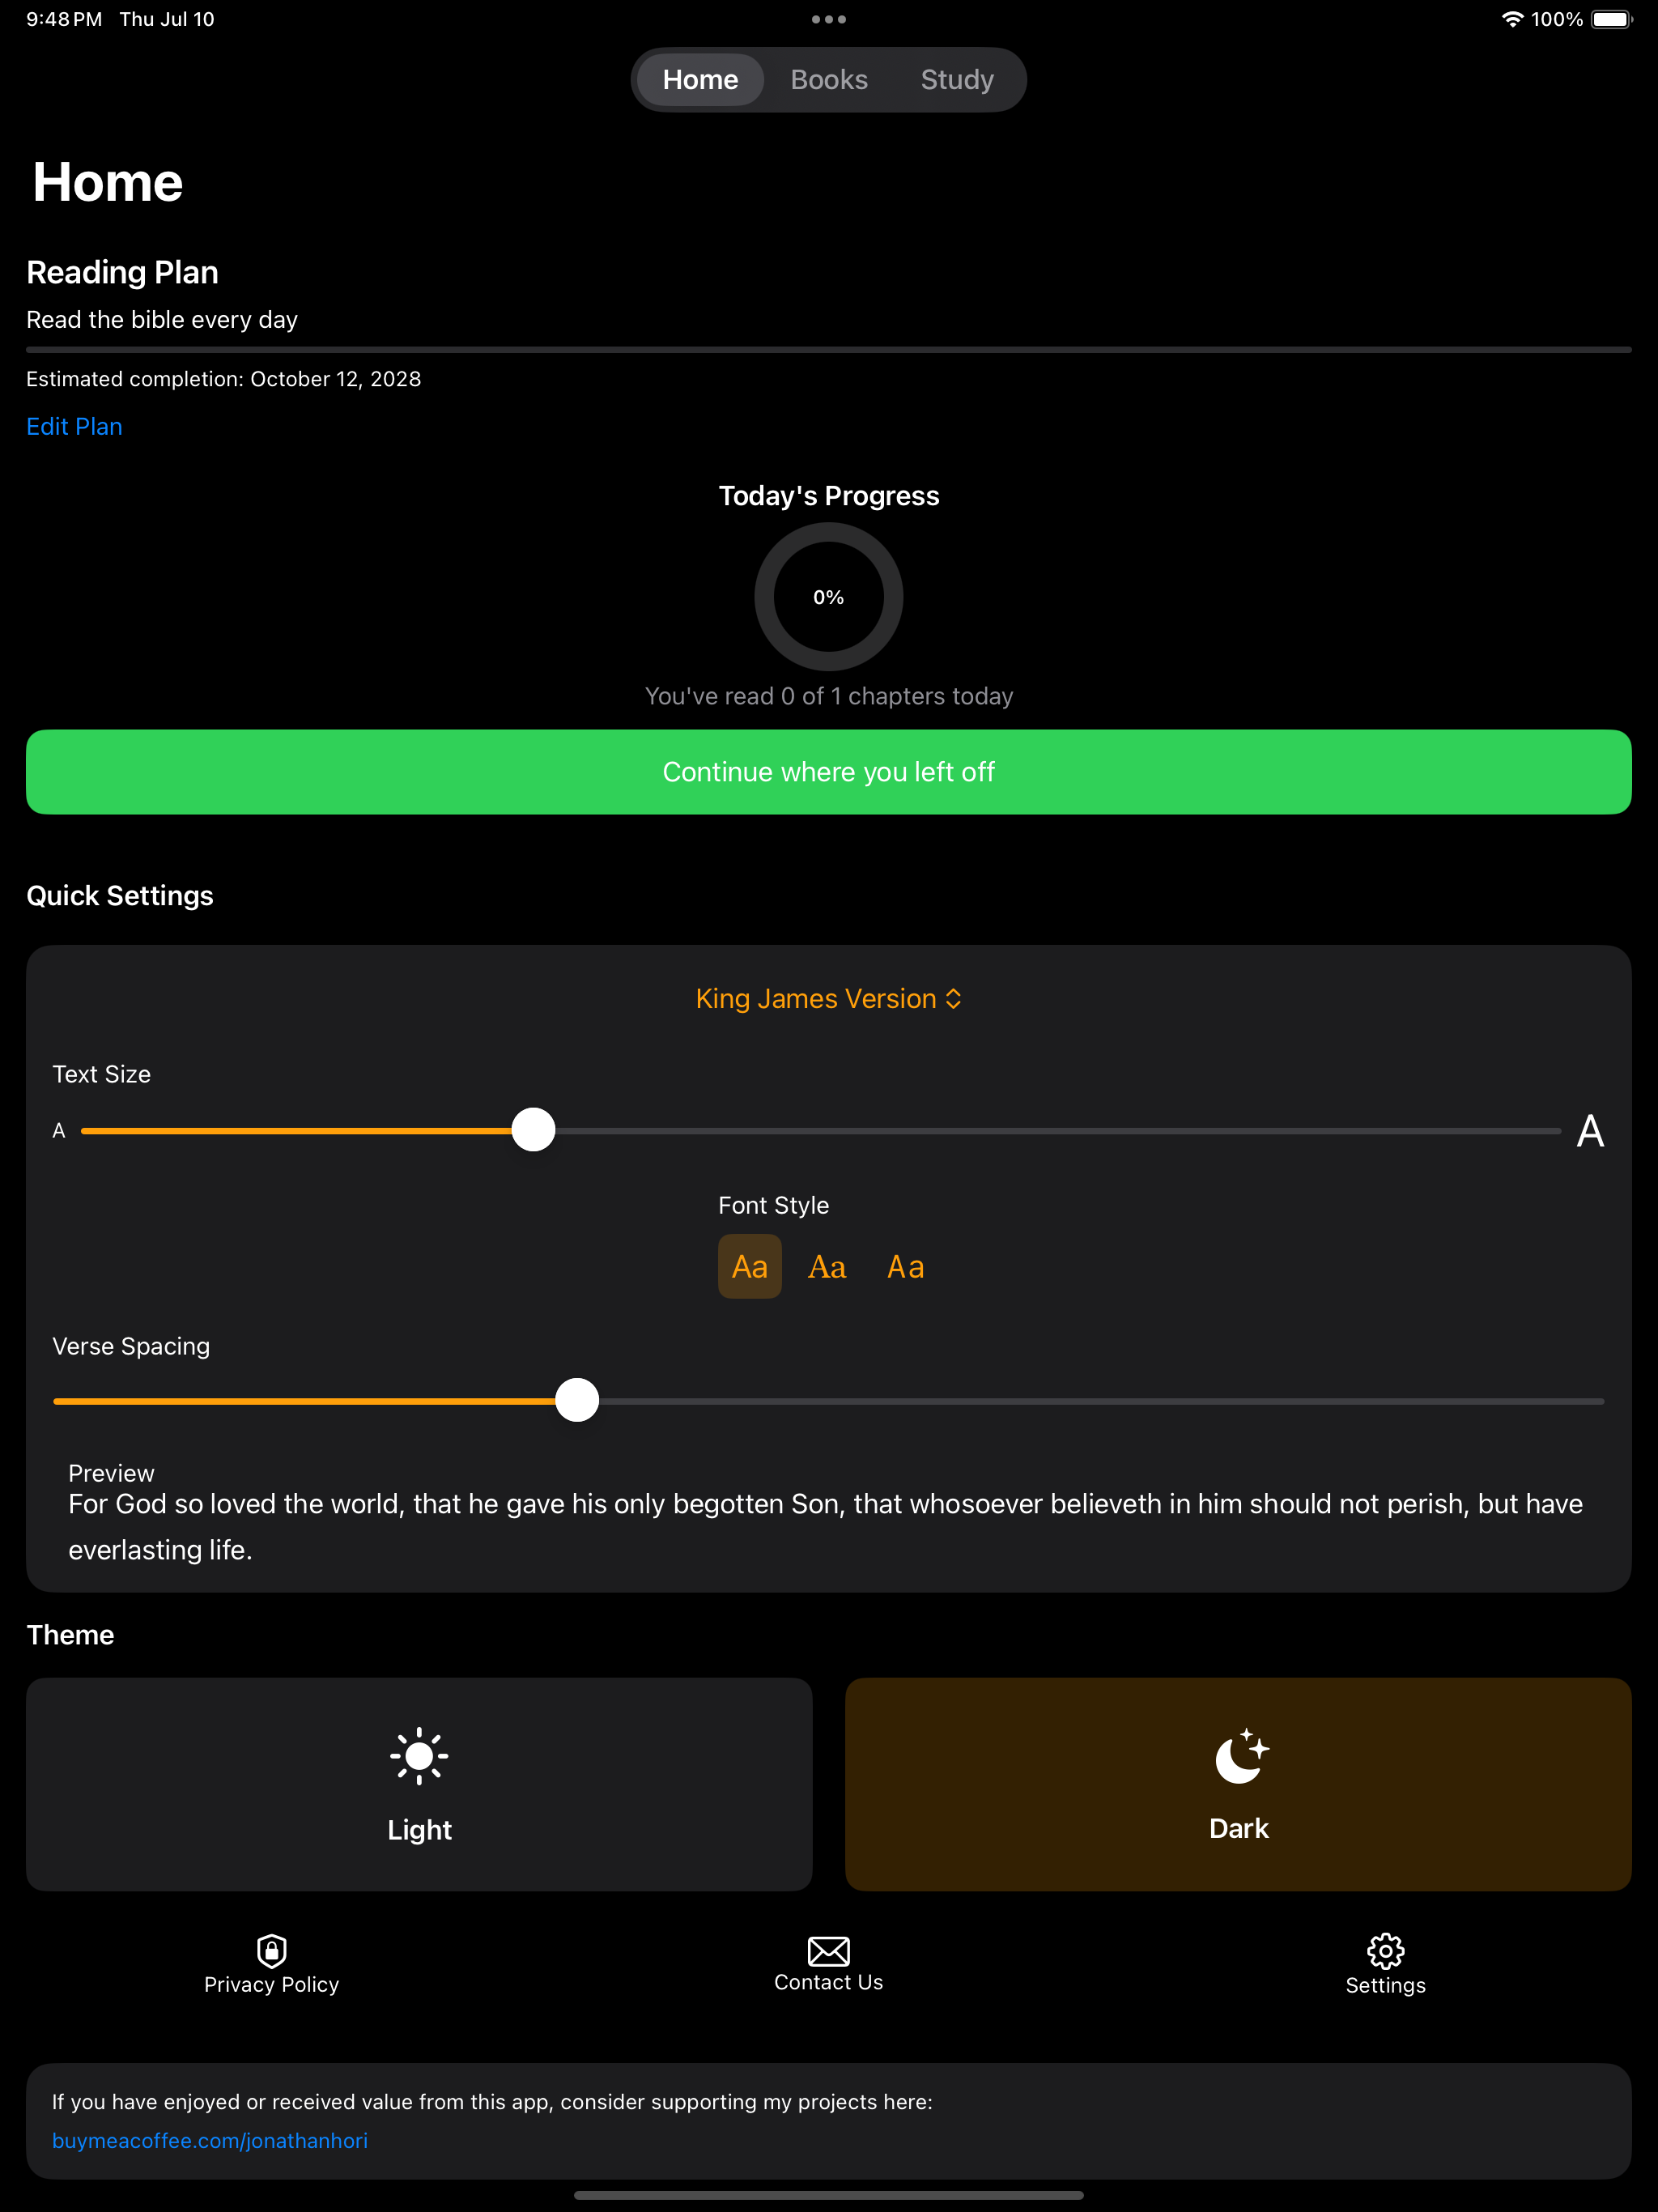 9:48 PM Thu Jul 10
100%
Home Books Study
Home
Reading Plan
Read the bible every day
Estimated completion: October 12, 2028
Edit Plan
Today's Progress
0%
You've read 0 of 1 chapters today
Continue where you left off
Quick Settings
King James Version
Text Size
A A
Font Style
Aa Aa Aa
Verse Spacing
Preview
For God so loved the world, that he gave his only begotten Son, that whosoever believeth in him should not perish, but have
everlasting life.
Theme
Light Dark
Privacy Policy Contact Us Settings
If you have enjoyed or received value from this app, consider supporting my projects here:
buymeacoffee.com/jonathanhori